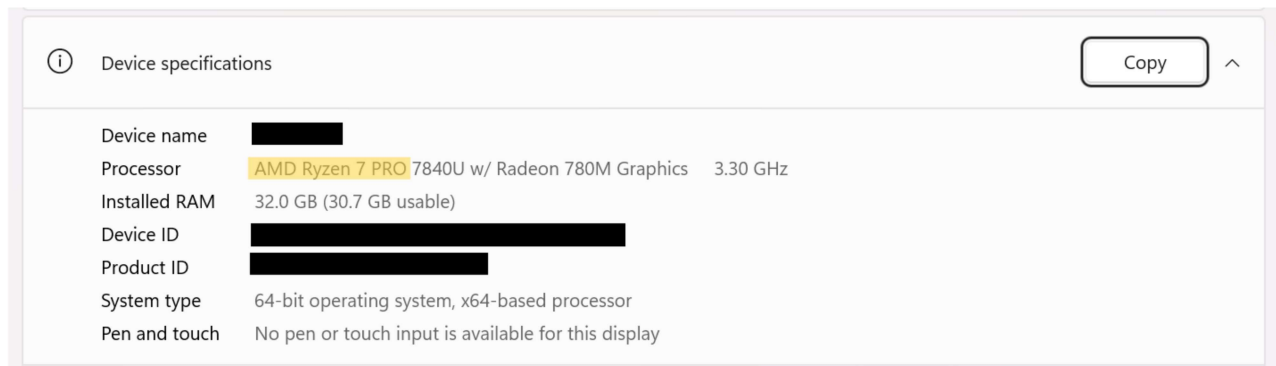 Device specifications Copy
Device name
Processor AMD Ryzen 7 PRO 7840U w/ Radeon 780M Graphics 3.30 GHz
Installed RAM 32.0 GB (30.7 GB usable)
Device ID
Product ID
System type 64-bit operating system, x64-based processor
Pen and touch No pen or touch input is available for this display